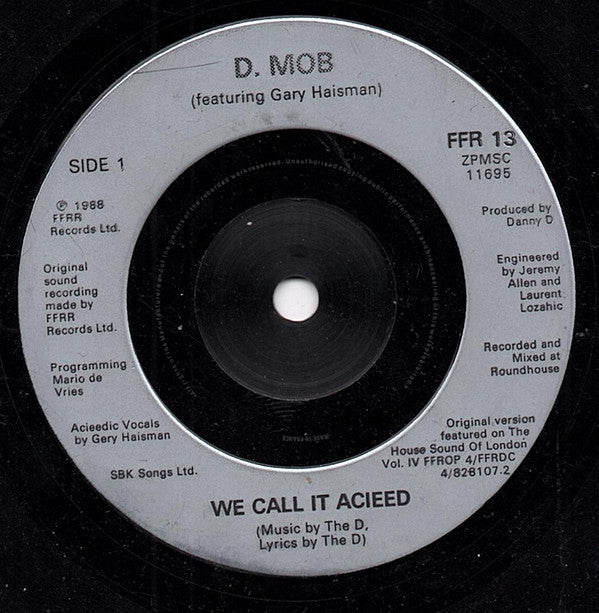 D. MOB
(featuring Gary Haisman)
FFR 13
ZPMSC
11695
SIDE 1
℗ 1988
FFRR
Records Ltd.
Original
sound
recording
made by
FFRR
Records Ltd.
Programming
Mario de
Vries
Acieedic Vocals
by Gery Haisman
SBK Songs Ltd.
Produced by
Danny D
Engineered
by Jeremy
Allen and
Laurent
Lozahic
Recorded and
Mixed at
Roundhouse
Original version
featured on The
House Sound Of London
Vol. IV FFROP 4/FFRDC
4/828107.2
WE CALL IT ACIEED
(Music by The D,
Lyrics by The D)
MADE IN FRANCE